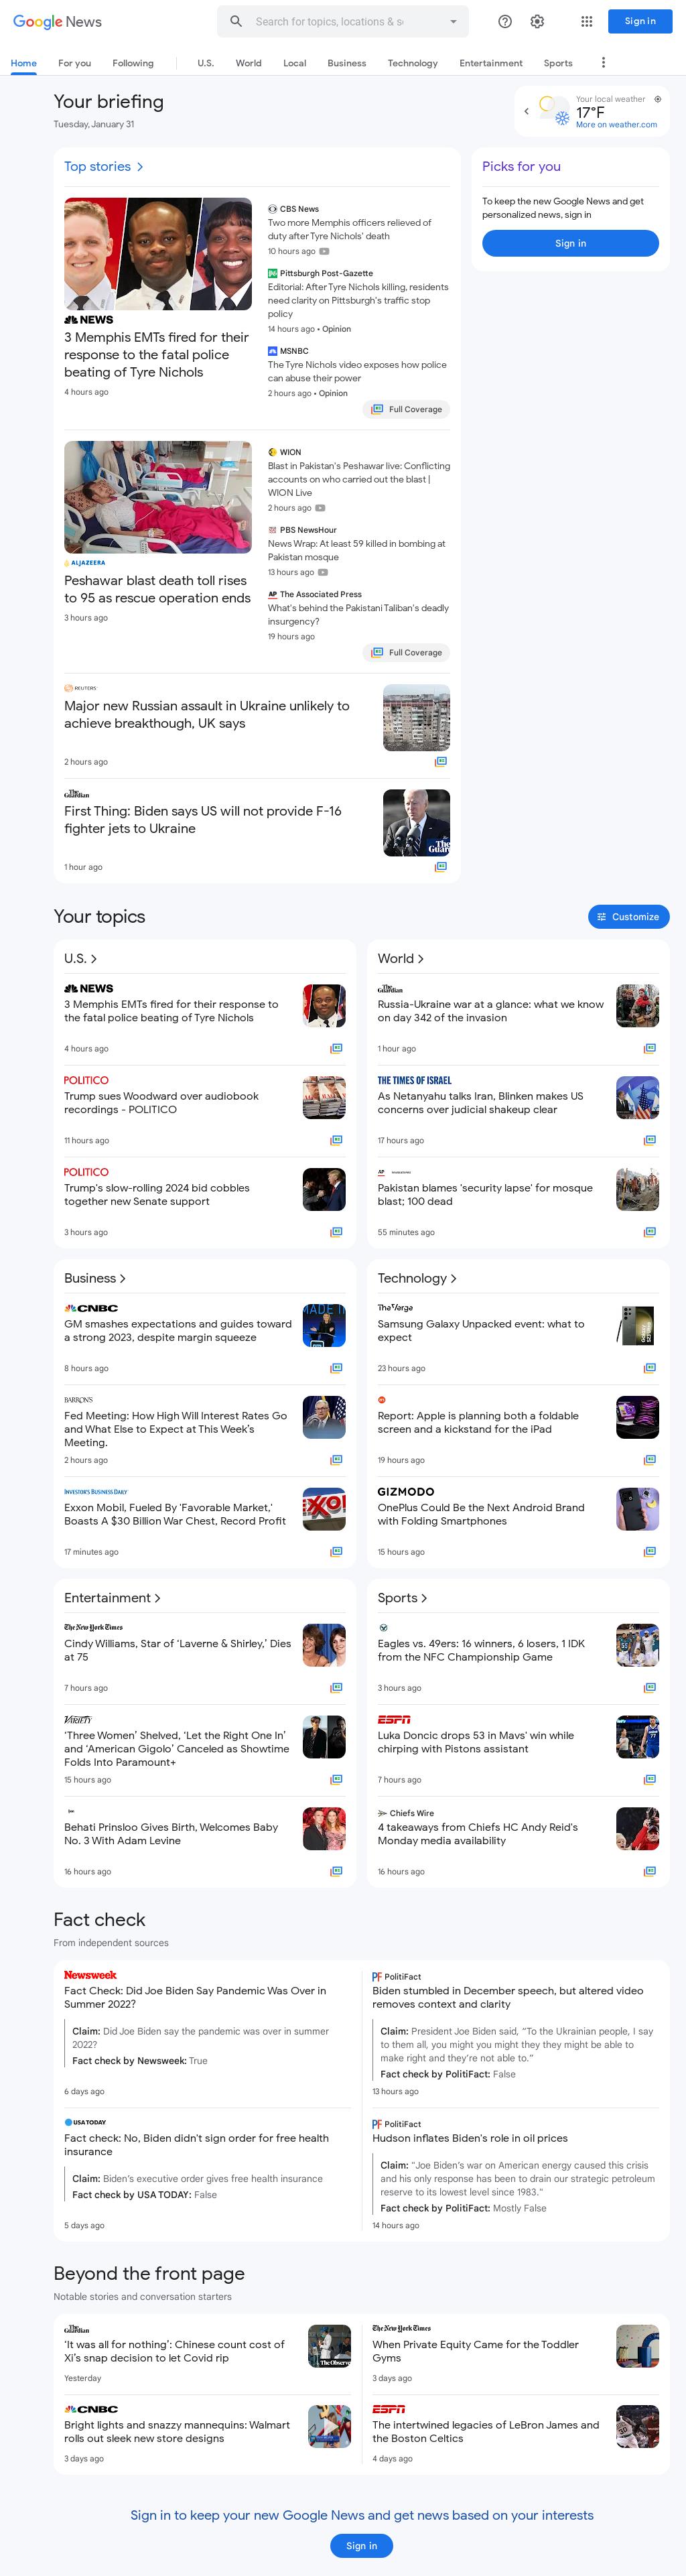 Google News
Search for topics, locations & sc
Sign in
Home For you Following U.S. World Local Business Technology Entertainment Sports
Your briefing
Tuesday, January 31
Your local weather
17°F
More on weather.com
Top stories
NEWS
3 Memphis EMTs fired for their
response to the fatal police
beating of Tyre Nichols
4 hours ago
CBS News
Two more Memphis officers relieved of
duty after Tyre Nichols' death
10 hours ago
Pittsburgh Post-Gazette
Editorial: After Tyre Nichols killing, residents
need clarity on Pittsburgh's traffic stop
policy
14 hours ago • Opinion
MSNBC
The Tyre Nichols video exposes how police
can abuse their power
2 hours ago • Opinion
Full Coverage
Picks for you
To keep the new Google News and get
personalized news, sign in
Sign in
ALJAZEERA
Peshawar blast death toll rises
to 95 as rescue operation ends
3 hours ago
WION
Blast in Pakistan's Peshawar live: Conflicting
accounts on who carried out the blast |
WION Live
2 hours ago
PBS NewsHour
News Wrap: At least 59 killed in bombing at
Pakistan mosque
13 hours ago
AP The Associated Press
What's behind the Pakistani Taliban's deadly
insurgency?
19 hours ago
Full Coverage
REUTERS
Major new Russian assault in Ukraine unlikely to
achieve breakthough, UK says
2 hours ago
The Guardian
First Thing: Biden says US will not provide F-16
fighter jets to Ukraine
1 hour ago
Your topics
Customize
U.S.
NEWS
3 Memphis EMTs fired for their response to
the fatal police beating of Tyre Nichols
4 hours ago
POLITICO
Trump sues Woodward over audiobook
recordings - POLITICO
11 hours ago
POLITICO
Trump's slow-rolling 2024 bid cobbles
together new Senate support
3 hours ago
World
The Guardian
Russia-Ukraine war at a glance: what we know
on day 342 of the invasion
1 hour ago
THE TIMES OF ISRAEL
As Netanyahu talks Iran, Blinken makes US
concerns over judicial shakeup clear
17 hours ago
AP
Pakistan blames 'security lapse' for mosque
blast; 100 dead
55 minutes ago
Business
CNBC
GM smashes expectations and guides toward
a strong 2023, despite margin squeeze
8 hours ago
BARRON'S
Fed Meeting: How High Will Interest Rates Go
and What Else to Expect at This Week's
Meeting.
2 hours ago
INVESTOR'S BUSINESS DAILY
Exxon Mobil, Fueled By 'Favorable Market,'
Boasts A $30 Billion War Chest, Record Profit
17 minutes ago
Technology
The Verge
Samsung Galaxy Unpacked event: what to
expect
23 hours ago
Report: Apple is planning both a foldable
screen and a kickstand for the iPad
19 hours ago
GIZMODO
OnePlus Could Be the Next Android Brand
with Folding Smartphones
15 hours ago
Entertainment
The New York Times
Cindy Williams, Star of ‘Laverne & Shirley,’ Dies
at 75
7 hours ago
VARIETY
‘Three Women’ Shelved, ‘Let the Right One In’
and ‘American Gigolo’ Canceled as Showtime
Folds Into Paramount+
15 hours ago
Behati Prinsloo Gives Birth, Welcomes Baby
No. 3 With Adam Levine
16 hours ago
Sports
Eagles vs. 49ers: 16 winners, 6 losers, 1 IDK
from the NFC Championship Game
3 hours ago
ESPN
Luka Doncic drops 53 in Mavs' win while
chirping with Pistons assistant
7 hours ago
Chiefs Wire
4 takeaways from Chiefs HC Andy Reid's
Monday media availability
16 hours ago
Fact check
From independent sources
Newsweek
Fact Check: Did Joe Biden Say Pandemic Was Over in
Summer 2022?
Claim: Did Joe Biden say the pandemic was over in summer
2022?
Fact check by Newsweek: True
6 days ago
USA TODAY
Fact check: No, Biden didn't sign order for free health
insurance
Claim: Biden's executive order gives free health insurance
Fact check by USA TODAY: False
5 days ago
PolitiFact
Biden stumbled in December speech, but altered video
removes context and clarity
Claim: President Joe Biden said, “To the Ukrainian people, I say
to them all, you might you might they they might be able to
make right and they're not able to.”
Fact check by PolitiFact: False
13 hours ago
PolitiFact
Hudson inflates Biden's role in oil prices
Claim: "Joe Biden's war on American energy caused this crisis
and his only response has been to drain our strategic petroleum
reserve to its lowest level since 1983."
Fact check by PolitiFact: Mostly False
14 hours ago
Beyond the front page
Notable stories and conversation starters
The Guardian
‘It was all for nothing’: Chinese count cost of
Xi's snap decision to let Covid rip
Yesterday
The Observer
CNBC
Bright lights and snazzy mannequins: Walmart
rolls out sleek new store designs
3 days ago
The New York Times
When Private Equity Came for the Toddler
Gyms
3 days ago
ESPN
The intertwined legacies of LeBron James and
the Boston Celtics
4 days ago
Sign in to keep your new Google News and get news based on your interests
Sign in